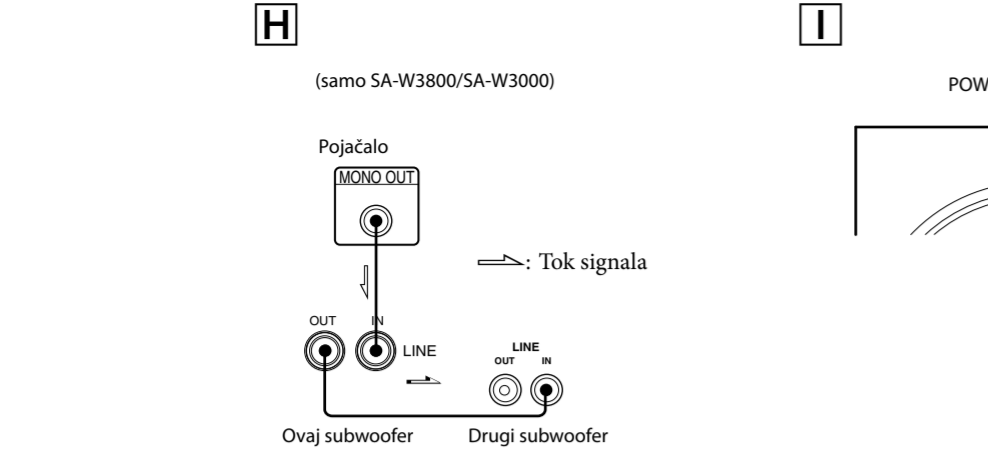 H
(samo SA-W3800/SA-W3000)
Pojačalo
MONO OUT
: Tok signala
OUT IN
LINE
LINE
OUT IN
Ovaj subwoofer Drugi subwoofer
I
POW